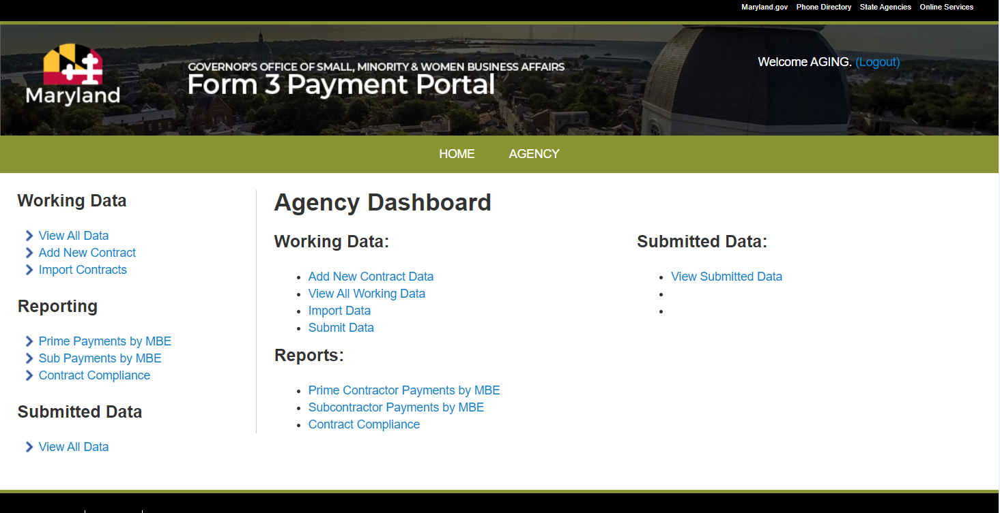 Maryland.gov Phone Directory State Agencies Online Services
Maryland
GOVERNOR'S OFFICE OF SMALL, MINORITY & WOMEN BUSINESS AFFAIRS
Form 3 Payment Portal
Welcome AGING. (Logout)
HOME AGENCY
Working Data
View All Data
Add New Contract
Import Contracts
Reporting
Prime Payments by MBE
Sub Payments by MBE
Contract Compliance
Submitted Data
View All Data
Agency Dashboard
Working Data:
Add New Contract Data
View All Working Data
Import Data
Submit Data
Reports:
Prime Contractor Payments by MBE
Subcontractor Payments by MBE
Contract Compliance
Submitted Data:
View Submitted Data